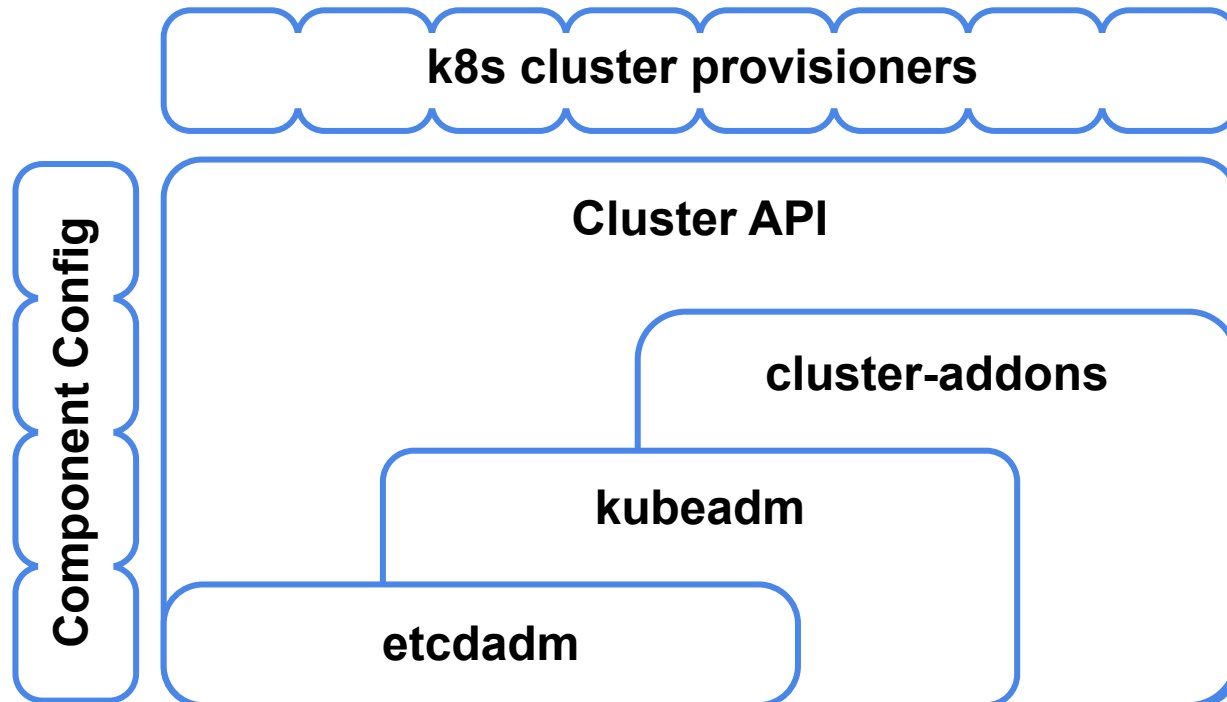 k8s cluster provisioners
Component Config
Cluster API
cluster-addons
kubeadm
etcdadm